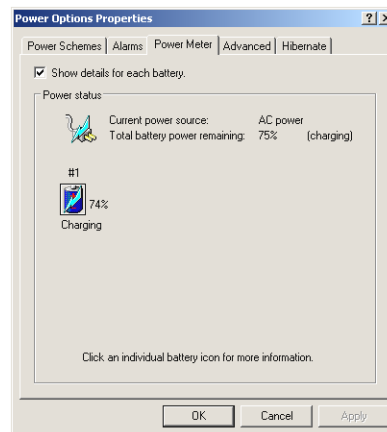 Power Options Properties
Power Schemes Alarms Power Meter Advanced Hibernate
Show details for each battery.
Power status
Current power source: AC power
Total battery power remaining: 75% (charging)
#1
74%
Charging
Click an individual battery icon for more information.
OK Cancel Apply